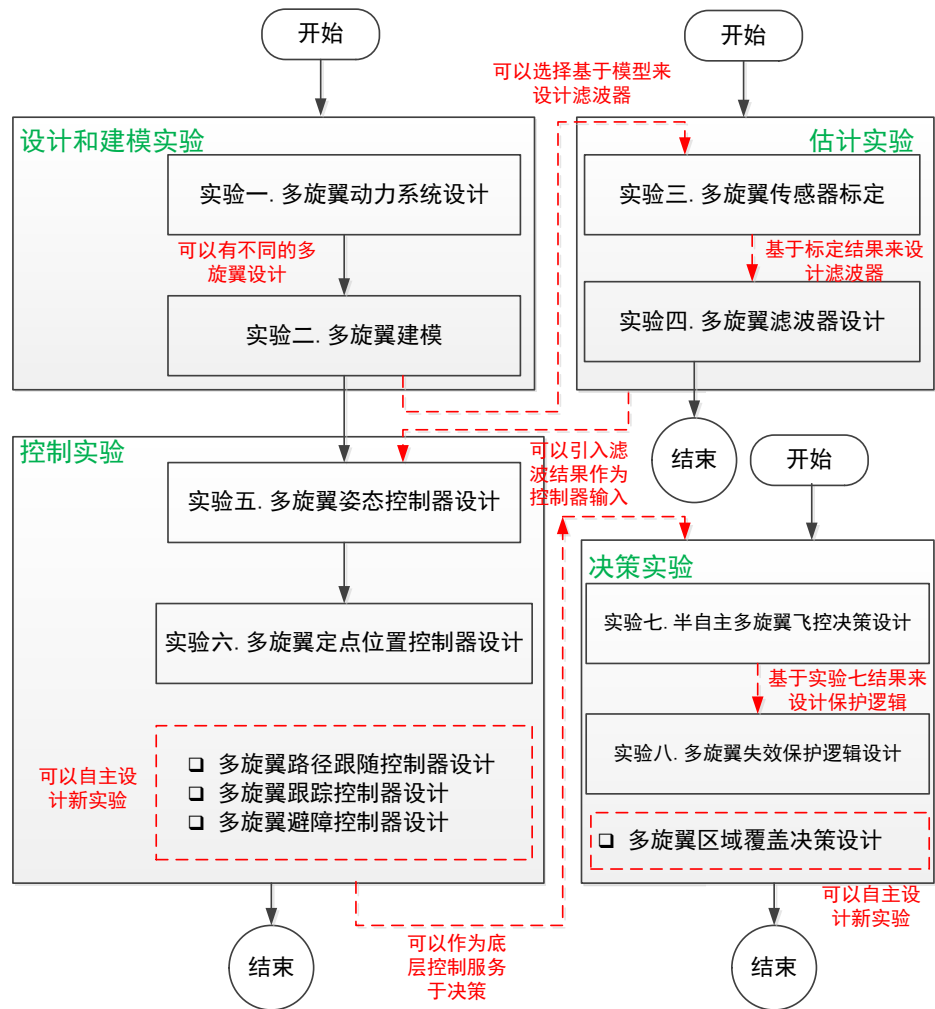 开始
开始
可以选择基于模型来
设计滤波器
设计和建模实验
实验一. 多旋翼动力系统设计
可以有不同的多
旋翼设计
实验二. 多旋翼建模
估计实验
实验三. 多旋翼传感器标定
基于标定结果来设
计滤波器
实验四. 多旋翼滤波器设计
结束
控制实验
实验五. 多旋翼姿态控制器设计
可以引入滤
波结果作为
控制器输入
实验六. 多旋翼定点位置控制器设计
可以自主设
计新实验
多旋翼路径跟随控制器设计
多旋翼跟踪控制器设计
多旋翼避障控制器设计
结束
可以作为底
层控制服务
于决策
开始
决策实验
实验七. 半自主多旋翼飞控决策设计
基于实验七结果来
设计保护逻辑
实验八. 多旋翼失效保护逻辑设计
多旋翼区域覆盖决策设计
可以自主设
计新实验
结束